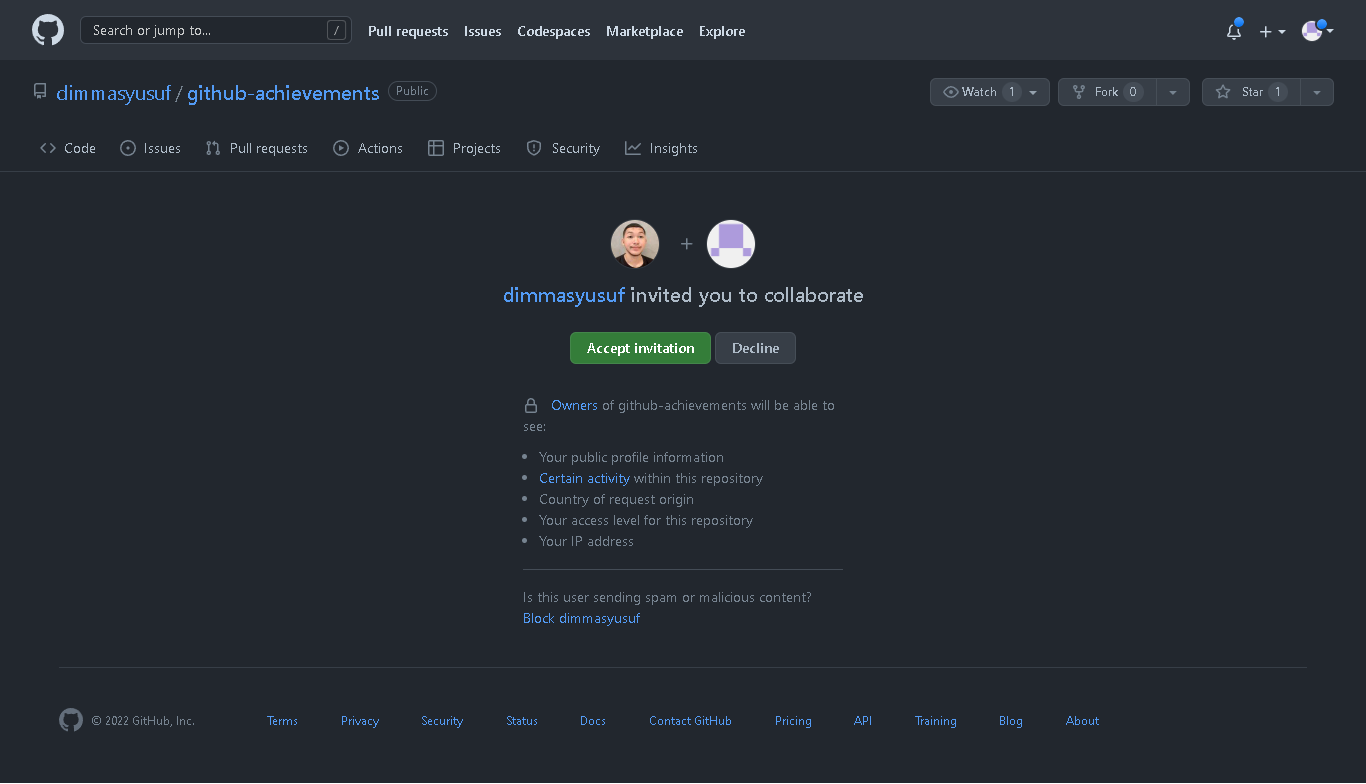 Search or jump to... /
Pull requests Issues Codespaces Marketplace Explore
dimmasyusuf / github-achievements Public
Watch 1 Fork 0 Star 1
Code Issues Pull requests Actions Projects Security Insights
dimmasyusuf invited you to collaborate
Accept invitation Decline
Owners of github-achievements will be able to
see:
Your public profile information
Certain activity within this repository
Country of request origin
Your access level for this repository
Your IP address
Is this user sending spam or malicious content?
Block dimmasyusuf
© 2022 GitHub, Inc. Terms Privacy Security Status Docs Contact GitHub Pricing API Training Blog About